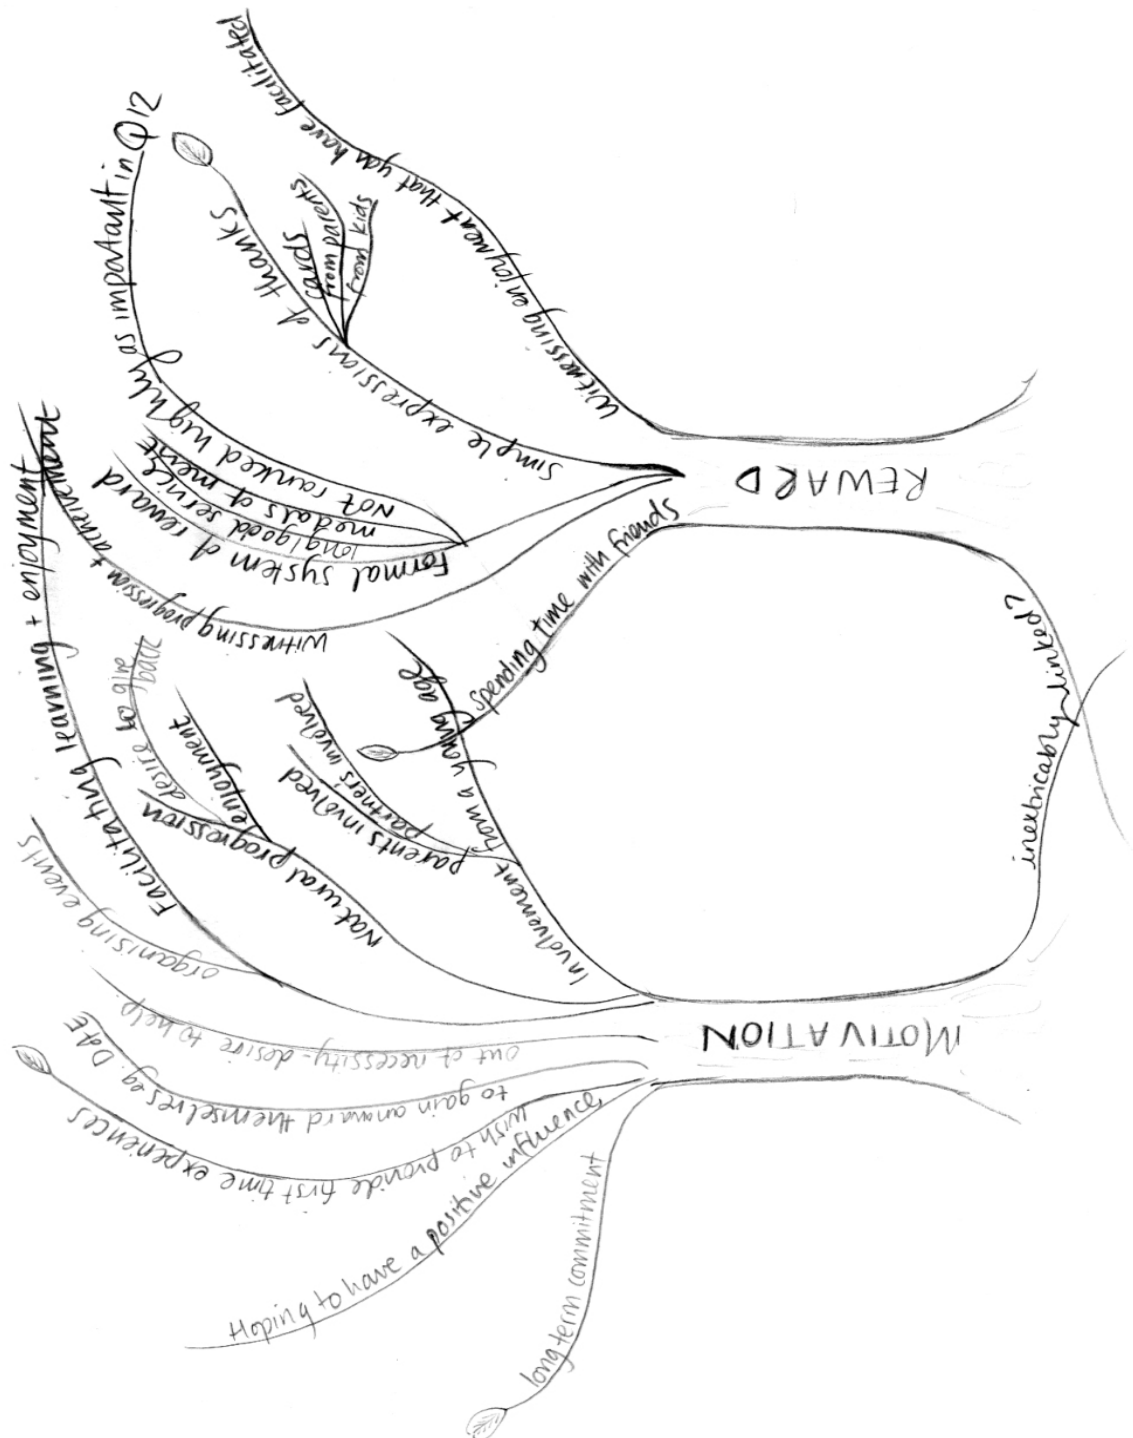 REWARD
Witnessing enjoyment that you have facilitated
Simple expressions of thanks
cards
from parents
from kids
Formal system of reward
long/good service
medals of merit
Not ranked highly as important in Q12
witnessing progression + acheivement
Spending time with friends
inextricably linked?
MOTIVATION
Involvement from a young age
parents involved
partners involved
Natural progression
enjoyment
desire to give
back
Facilitating learning + enjoyment
organising events
out of necessity - desire to help
to gain anaward themselves eg. DofE
wish to provide first time experiences
Hoping to have a positive influence
long term commitment